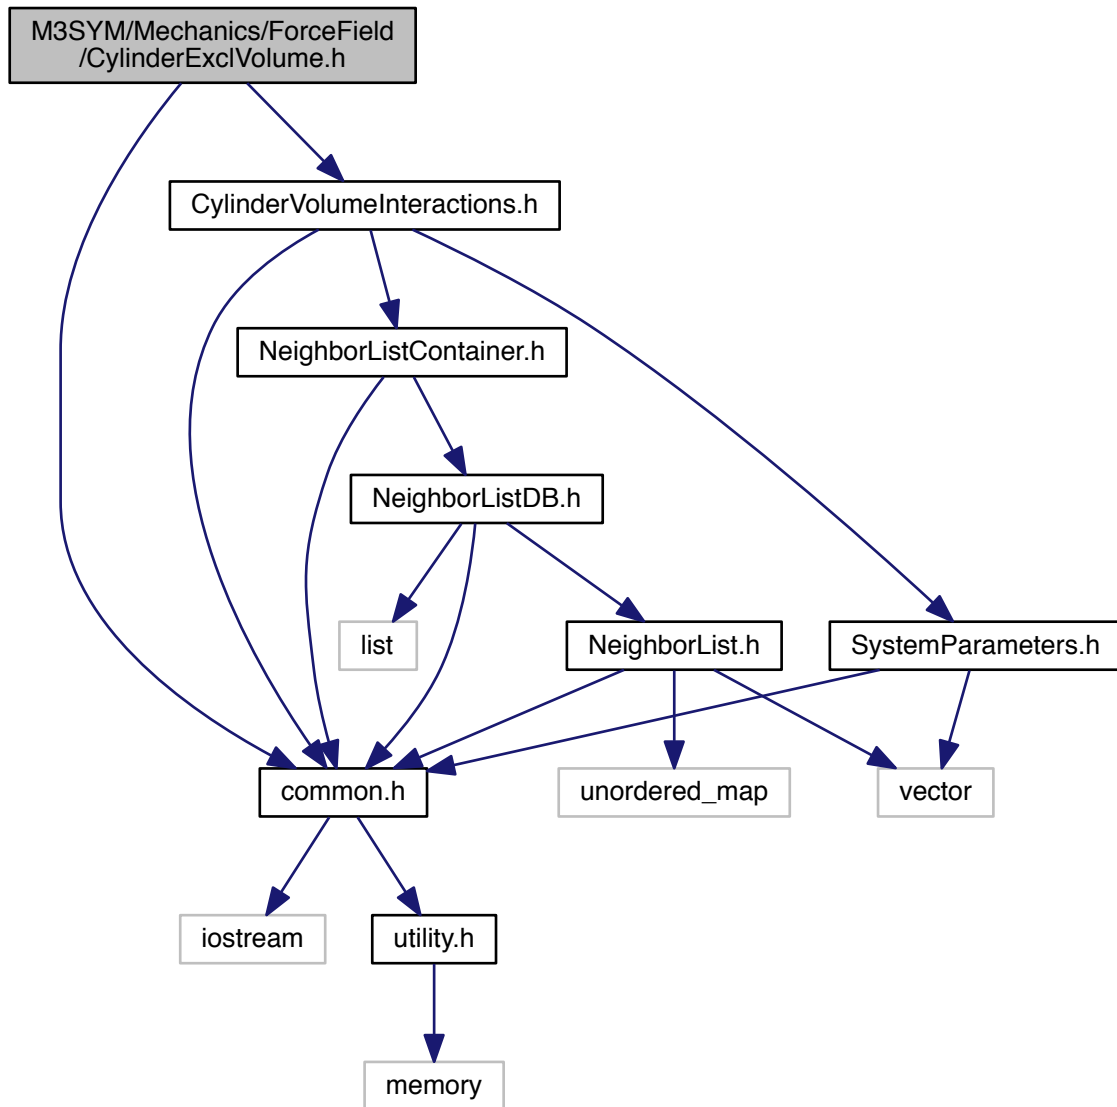 M3SYM/Mechanics/ForceField
/CylinderExclVolume.h
CylinderVolumeInteractions.h
NeighborListContainer.h
NeighborListDB.h
list
NeighborList.h
SystemParameters.h
common.h
unordered_map
vector
iostream
utility.h
memory